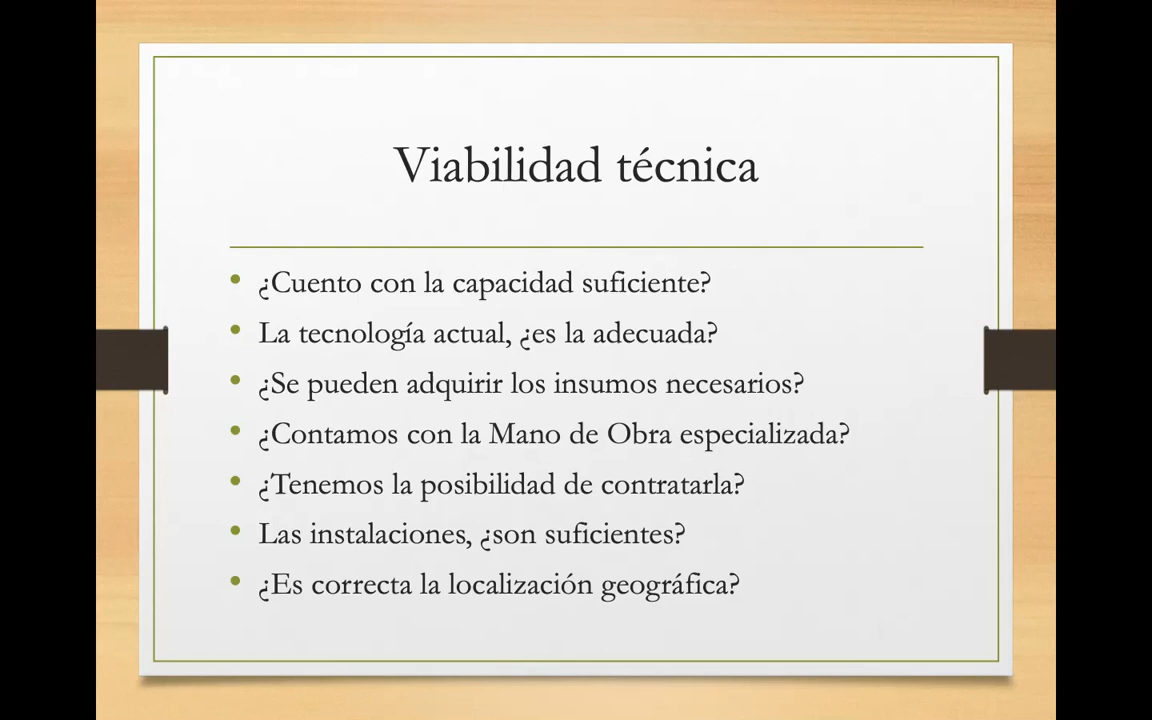 Viabilidad técnica
• ¿Cuento con la capacidad suficiente?
• La tecnología actual, ¿es la adecuada?
• ¿Se pueden adquirir los insumos necesarios?
• ¿Contamos con la Mano de Obra especializada?
• ¿Tenemos la posibilidad de contratarla?
• Las instalaciones, ¿son suficientes?
• ¿Es correcta la localización geográfica?